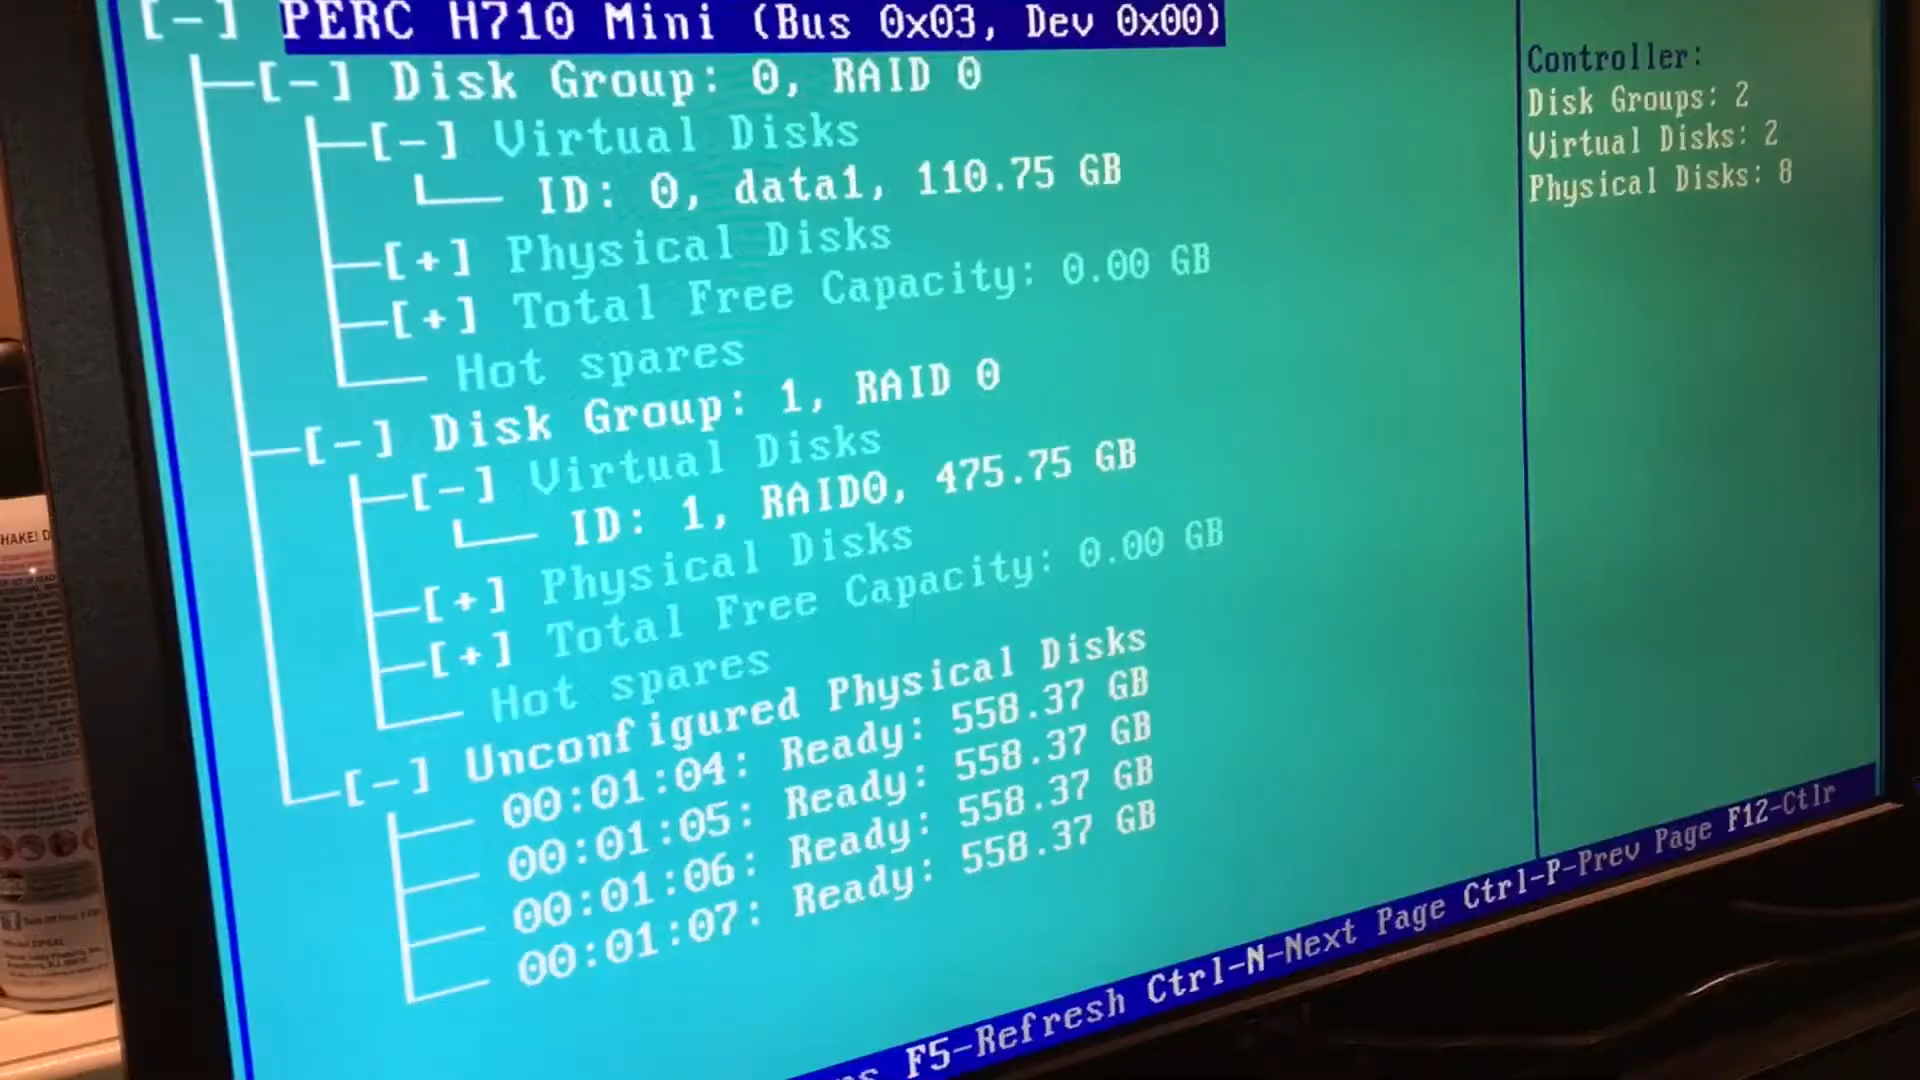 [-] PERC H710 Mini (Bus 0x03, Dev 0x00)
[-] Disk Group: 0, RAID 0
[-] Virtual Disks
ID: 0, data1, 110.75 GB
[+] Physical Disks
[+] Total Free Capacity: 0.00 GB
Hot spares
[-] Disk Group: 1, RAID 0
[-] Virtual Disks
ID: 1, RAID0, 475.75 GB
[+] Physical Disks
[+] Total Free Capacity: 0.00 GB
Hot spares
[-] Unconfigured Physical Disks
00:01:04: Ready: 558.37 GB
00:01:05: Ready: 558.37 GB
00:01:06: Ready: 558.37 GB
00:01:07: Ready: 558.37 GB
Controller:
Disk Groups: 2
Virtual Disks: 2
Physical Disks: 8
F5-Refresh Ctrl-N-Next Page Ctrl-P-Prev Page F12-Ctlr